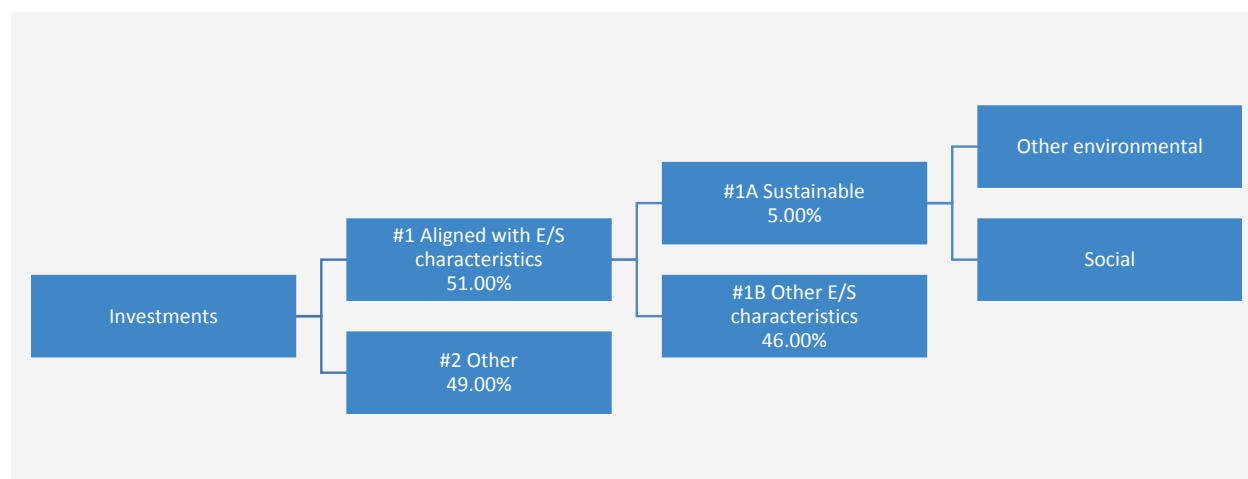 Investments
#1 Aligned with E/S
characteristics
51.00%
#2 Other
49.00%
#1A Sustainable
5.00%
#1B Other E/S
characteristics
46.00%
Other environmental
Social